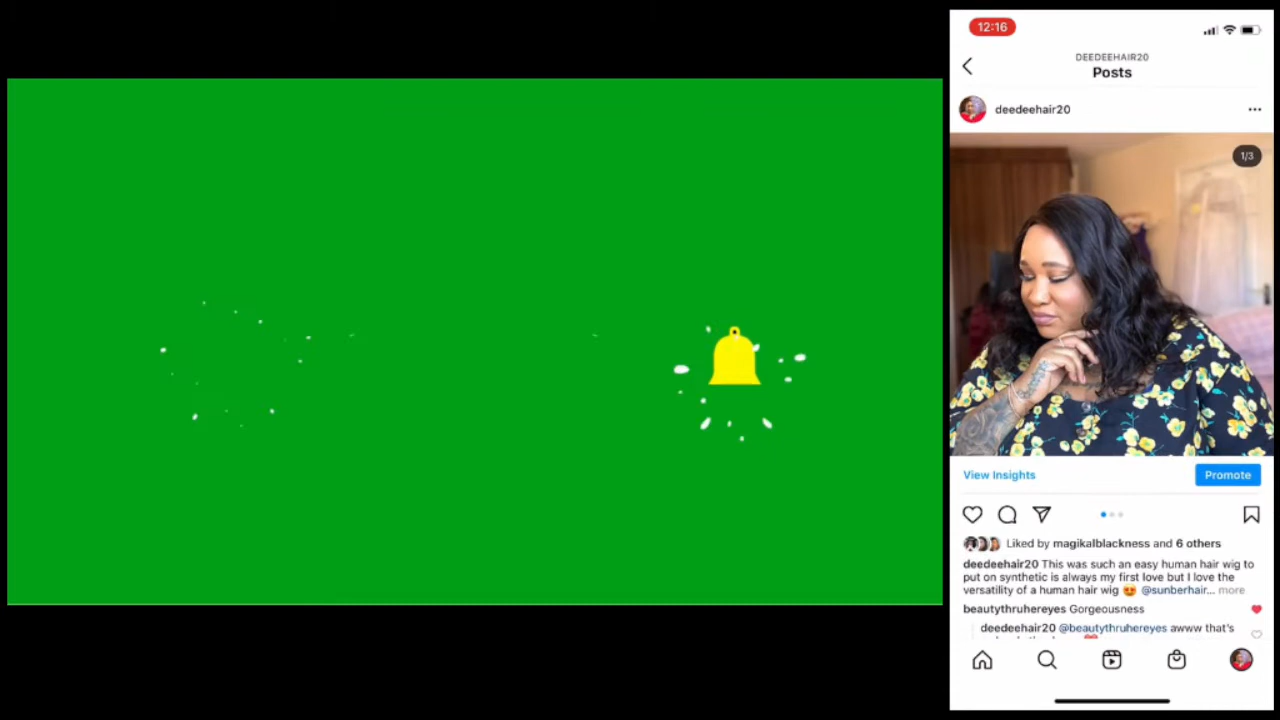 12:16
DEEDEEHAIR20
Posts
deedeehair20
1/3
View Insights
Promote
Liked by magikalblackness and 6 others
deedeehair20 This was such an easy human hair wig to
put on synthetic is always my first love but I love the
versatility of a human hair wig 😍 @sunberhair... more
beautythruhereyes Gorgeousness
deedeehair20 @beautythruhereyes awww that's